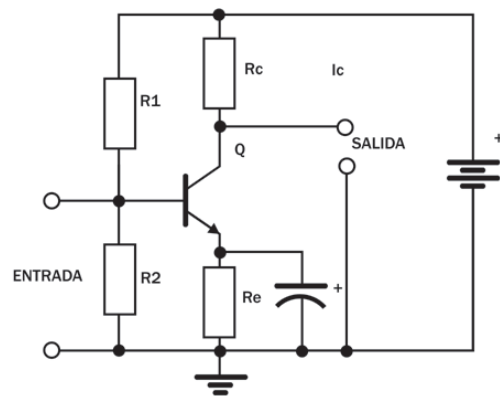 Rc
Ic
R1
+
SALIDA
Q
ENTRADA
R2
Re
+